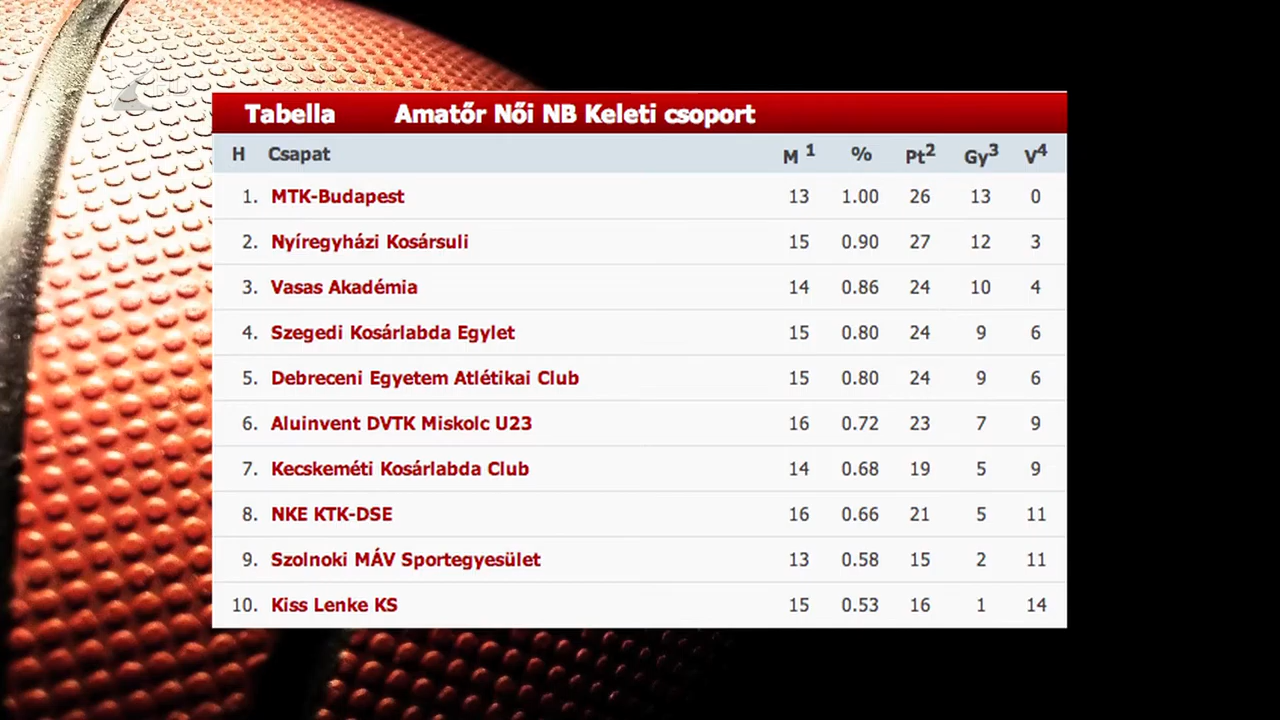 Tabella Amatőr Női NB Keleti csoport
H Csapat M 1 % Pt2 Gy3 V4
1. MTK-Budapest 13 1.00 26 13 0
2. Nyíregyházi Kosársuli 15 0.90 27 12 3
3. Vasas Akadémia 14 0.86 24 10 4
4. Szegedi Kosárlabda Egylet 15 0.80 24 9 6
5. Debreceni Egyetem Atlétikai Club 15 0.80 24 9 6
6. Aluinvent DVTK Miskolc U23 16 0.72 23 7 9
7. Kecskeméti Kosárlabda Club 14 0.68 19 5 9
8. NKE KTK-DSE 16 0.66 21 5 11
9. Szolnoki MÁV Sportegyesület 13 0.58 15 2 11
10. Kiss Lenke KS 15 0.53 16 1 14